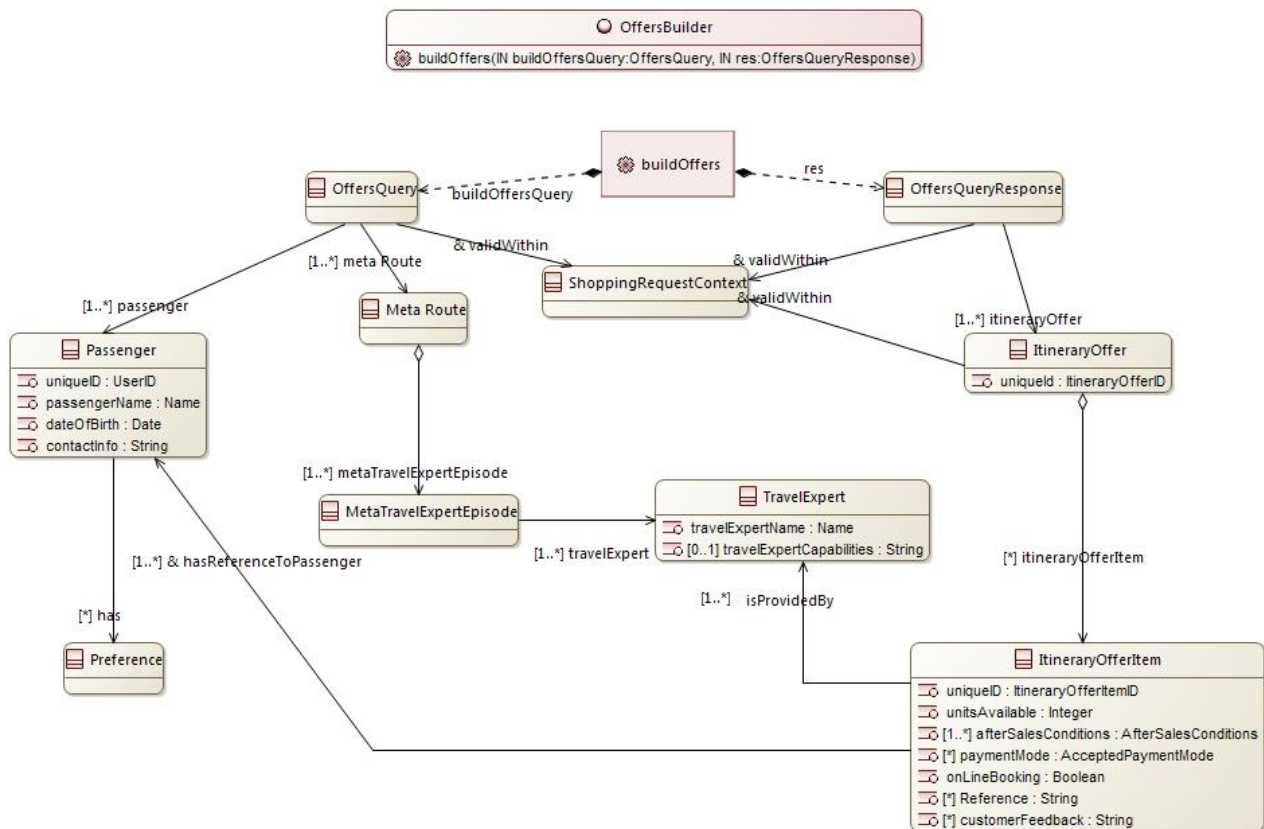 OffersBuilder
buildOffers(IN buildOffersQuery:OffersQuery, IN res:OffersQueryResponse)
buildOffers
res
OffersQuery
buildOffersQuery
OffersQueryResponse
& validWithin
[1..*] meta Route
& validWithin
ShoppingRequestContext
& validWithin
[1..*] passenger
Meta Route
[1..*] itineraryOffer
Passenger
uniqueID : UserID
passengerName : Name
dateOfBirth : Date
contactInfo : String
ItineraryOffer
uniqueId : ItineraryOfferID
[1..*] metaTravelExpertEpisode
MetaTravelExpertEpisode
TravelExpert
travelExpertName : Name
[0..1] travelExpertCapabilities : String
[1..*] travelExpert
[1..*] & hasReferenceToPassenger
[*] itineraryOfferItem
[1..*] isProvidedBy
[*] has
Preference
ItineraryOfferItem
uniqueID : ItineraryOfferItemID
unitsAvailable : Integer
[1..*] afterSalesConditions : AfterSalesConditions
[*] paymentMode : AcceptedPaymentMode
onLineBooking : Boolean
[*] Reference : String
[*] customerFeedback : String